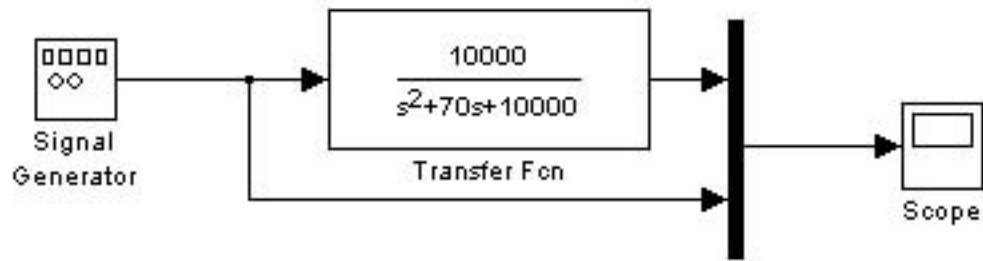 10000
s²+70s+10000
Signal
Generator
Transfer Fcn
Scope